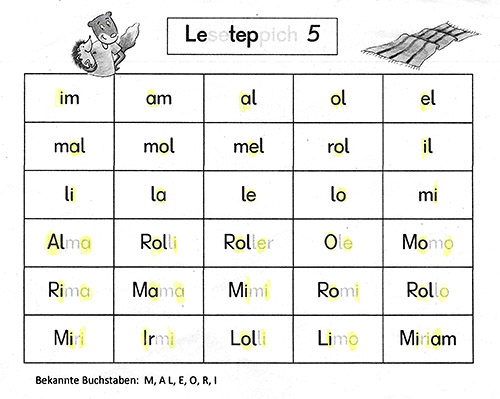 Leseteppich 5
im am al ol el
mal mol mel rol il
li la le lo mi
Alma Rolli Roller Ole Momo
Rima Mama Mimi Romi Rollo
Miri Irmi Lolli Limo Miriam
Bekannte Buchstaben: M, A L, E, O, R, I